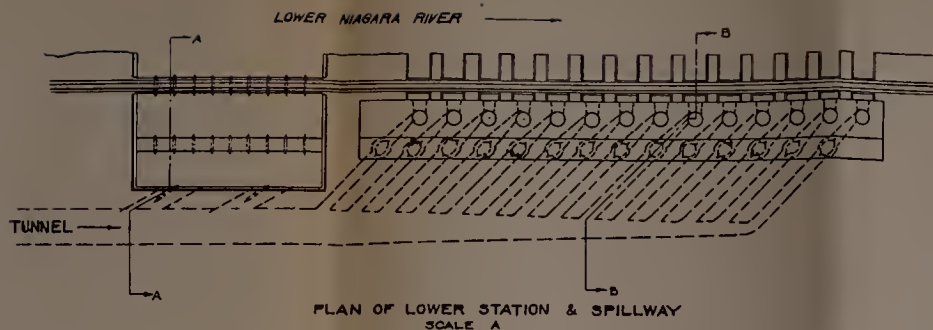 LOWER NIAGARA RIVER
A
B
TUNNEL
A
B
PLAN OF LOWER STATION & SPILLWAY
SCALE A